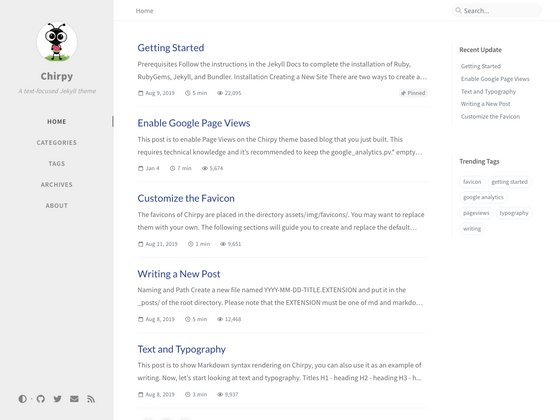 Chirpy
A text-focused Jekyll theme
HOME
CATEGORIES
TAGS
ARCHIVES
ABOUT
Home
Search...
Getting Started
Prerequisites Follow the instructions in the Jekyll Docs to complete the installation of Ruby,
RubyGems, Jekyll, and Bundler. Installation Creating a New Site There are two ways to create a...
Aug 9, 2019 5 min 22,095 Pinned
Enable Google Page Views
This post is to enable Page Views on the Chirpy theme based blog that you just built. This
requires technical knowledge and it's recommended to keep the google_analytics.pv.* empty...
Jan 4 7 min 5,674
Customize the Favicon
The favicons of Chirpy are placed in the directory assets/img/favicons/. You may want to replace
them with your own. The following sections will guide you to create and replace the default...
Aug 11, 2019 1 min 9,651
Writing a New Post
Naming and Path Create a new file named YYYY-MM-DD-TITLE.EXTENSION and put it in the
_posts/ of the root directory. Please note that the EXTENSION must be one of md and markdo...
Aug 8, 2019 5 min 12,468
Text and Typography
This post is to show Markdown syntax rendering on Chirpy, you can also use it as an example of
writing. Now, let's start looking at text and typography. Titles H1 - heading H2 - heading H3 - h...
Aug 8, 2019 3 min 9,937
Recent Update
Getting Started
Enable Google Page Views
Text and Typography
Writing a New Post
Customize the Favicon
Trending Tags
favicon getting started
google analytics
pageviews typography
writing